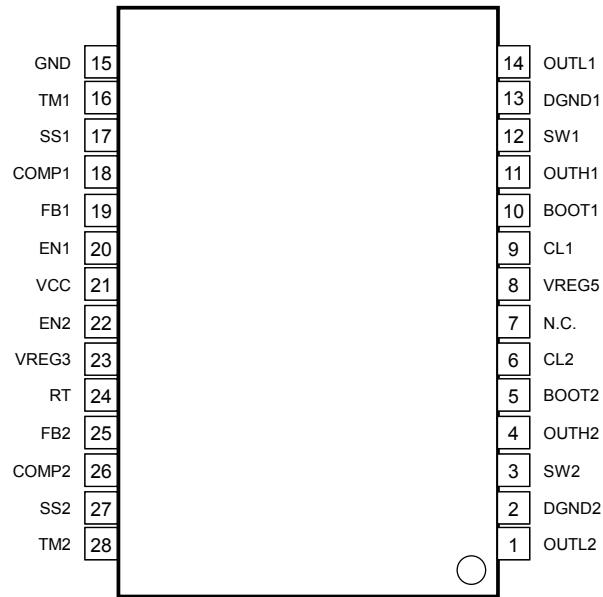 GND 15 14 OUTL1
TM1 16 13 DGND1
SS1 17 12 SW1
COMP1 18 11 OUTH1
FB1 19 10 BOOT1
EN1 20 9 CL1
VCC 21 8 VREG5
EN2 22 7 N.C.
VREG3 23 6 CL2
RT 24 5 BOOT2
FB2 25 4 OUTH2
COMP2 26 3 SW2
SS2 27 2 DGND2
TM2 28 1 OUTL2